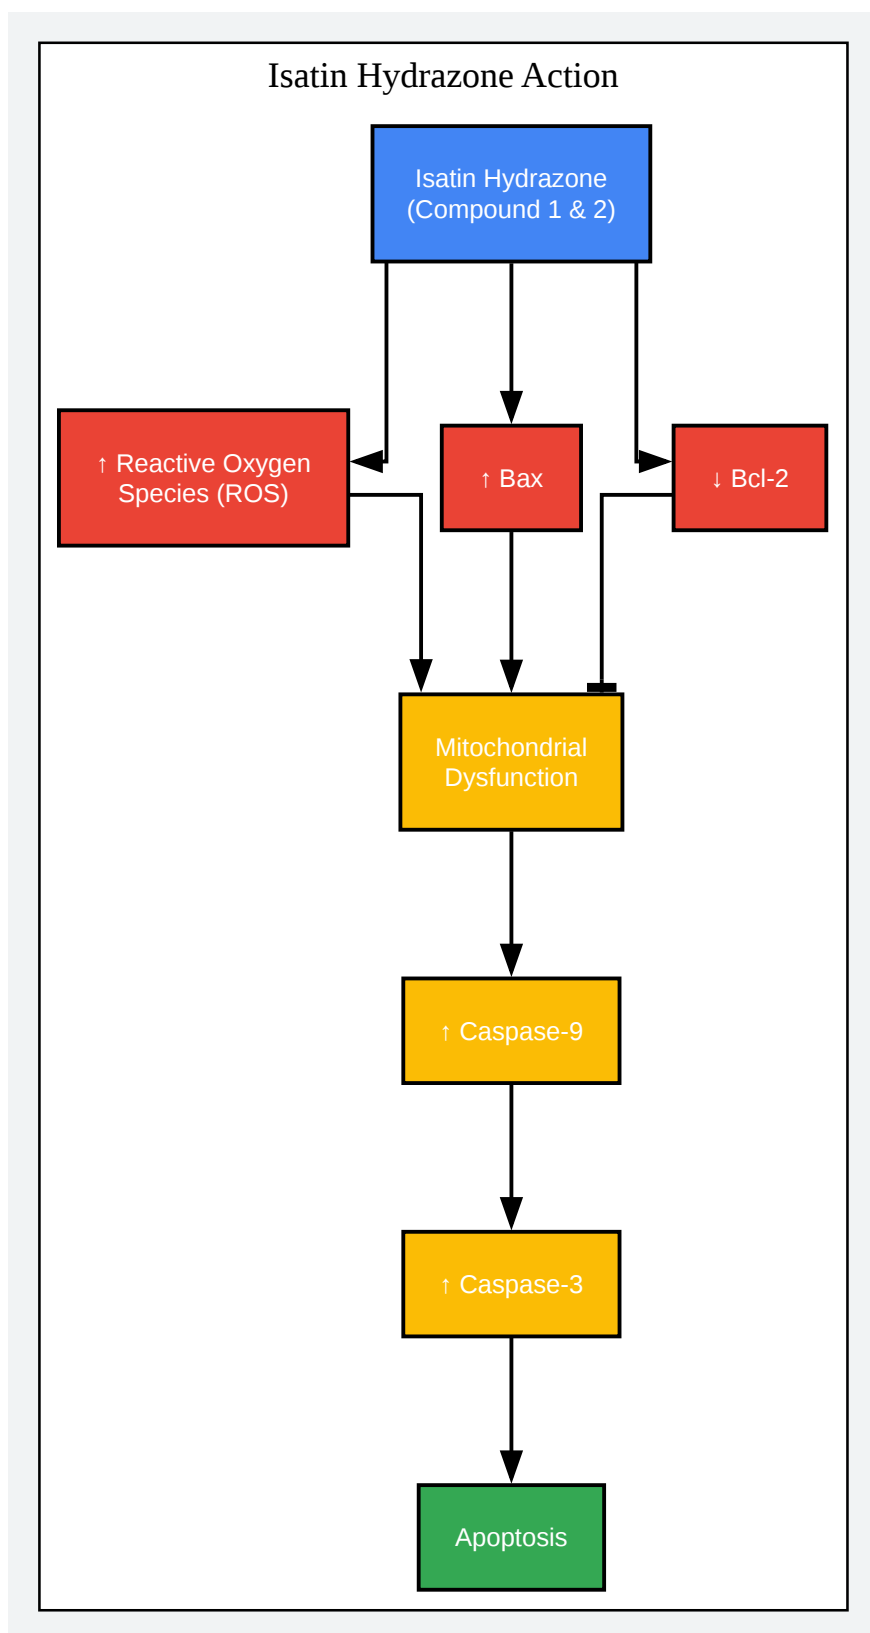 Isatin Hydrazone Action
Isatin Hydrazone
(Compound 1 & 2)
↑ Reactive Oxygen
Species (ROS)
↑ Bax
↓ Bcl-2
Mitochondrial
Dysfunction
↑ Caspase-9
↑ Caspase-3
Apoptosis